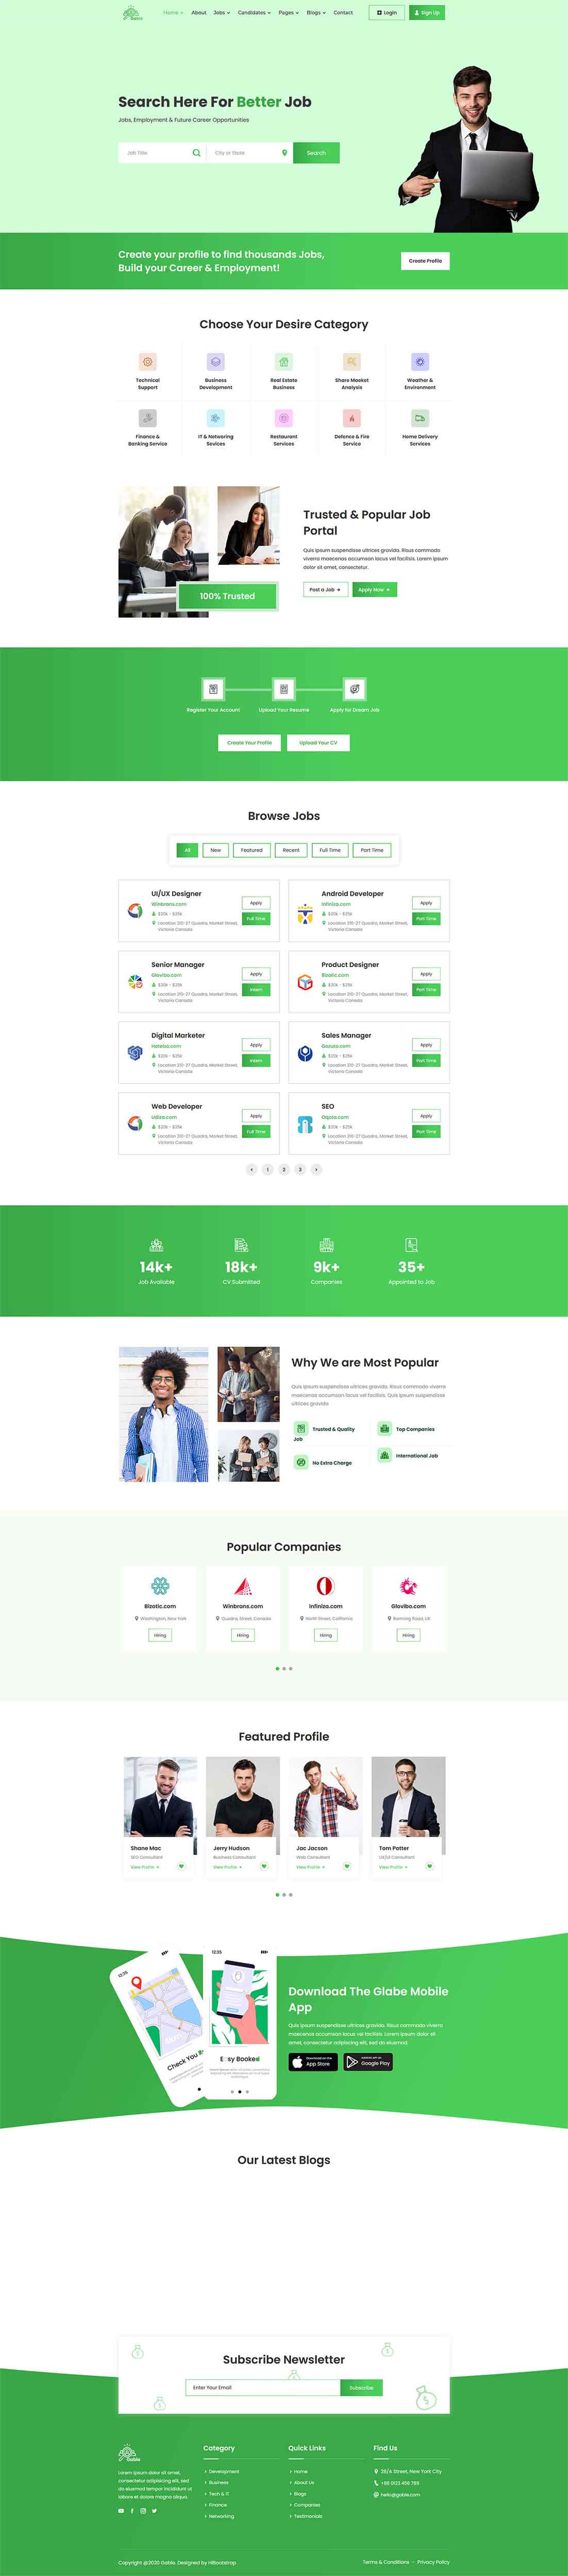 Home About Jobs Candidates Pages Blogs Contact Login Sign Up
Search Here For Better Job
Jobs, Employment & Future Career Opportunities
Job Title City or State Search
Create your profile to find thousands Jobs,
Build your Career & Employment!
Create Profile
Choose Your Desire Category
Technical
Support
Business
Development
Real Estate
Business
Share Maeket
Analysis
Weather &
Environment
Finance &
Banking Service
IT & Networing
Sevices
Restaurant
Services
Defence & Fire
Service
Home Delivery
Services
100% Trusted
Trusted & Popular Job
Portal
Quis ipsum suspendisse ultrices gravida. Risus commodo
viverra maecenas accumsan lacus vel facilisis. Lorem ipsum
dolor sit amet, consectetur.
Post a Job Apply Now
Register Your Account Upload Your Resume Apply for Dream Job
Create Your Profile Upload Your CV
Browse Jobs
All New Featured Recent Full Time Part Time
UI/UX Designer
Winbrans.com
$20k - $25k
Location 210-27 Quadra, Market Street,
Victoria Canada
Apply
Full Time
Android Developer
Infiniza.com
$20k - $25k
Location 210-27 Quadra, Market Street,
Victoria Canada
Apply
Part Time
Senior Manager
Glovibo.com
$20k - $25k
Location 210-27 Quadra, Market Street,
Victoria Canada
Apply
Intern
Product Designer
Bizotic.com
$20k - $25k
Location 210-27 Quadra, Market Street,
Victoria Canada
Apply
Part Time
Digital Marketer
$20k - $25k
Location 210-27 Quadra, Market Street,
Victoria Canada
Apply
Intern
Sales Manager
$20k - $25k
Location 210-27 Quadra, Market Street,
Victoria Canada
Apply
Part Time
Web Developer
Udiza.com
$20k - $25k
Location 210-27 Quadra, Market Street,
Victoria Canada
Apply
Full Time
SEO
$20k - $25k
Location 210-27 Quadra, Market Street,
Victoria Canada
Apply
Part Time
1 2 3
14k+ 18k+ 9k+ 35+
Job Available CV Submitted Companies Appointed to Job
Why We are Most Popular
Quis ipsum suspendisse ultrices gravida. Risus commodo viverra
maecenas accumsan lacus vel facilisis. Quis ipsum suspendisse
ultrices gravida
Trusted & Quality
Job
Top Companies
No Extra Charge
International Job
Popular Companies
Bizotic.com
Washington, New York
Hiring
Winbrans.com
Quadra, Street, Canada
Hiring
Infiniza.com
North Street, California
Hiring
Glovibo.com
Barming Road, UK
Hiring
Featured Profile
Shane Mac
SEO Consultant
View Profile
Jerry Hudson
Business Consultant
View Profile
Jac Jacson
Web Consultant
View Profile
Tom Potter
UX/UI Consultant
View Profile
12:35
Check You
12:35
Easy Booked
Download The Glabe Mobile
App
Quis ipsum suspendisse ultrices gravida. Risus commodo viverra
maecenas accumsan lacus vel facilisis. Lorem ipsum dolor sit
amet, consectetur adipiscing elit, sed do eiusmod.
Download on the
App Store
ANDROID APP ON
Google Play
Our Latest Blogs
Subscribe Newsletter
Enter Your Email Subscribe
Gable
Lorem ipsum dolor sit amet,
consectetur adipiscing elit, sed
do eiusmod tempor incididunt ut
labore et dolore magna aliqua.
Category
Development
Business
Tech & IT
Finance
Networking
Quick Links
Home
About Us
Blogs
Companies
Testimonials
Find Us
28/A Street, New York City
+88 0123 456 789
hello@gable.com
Copyright @2020 Gable. Designed by HiBootstrap
Terms & Conditions - Privacy Policy